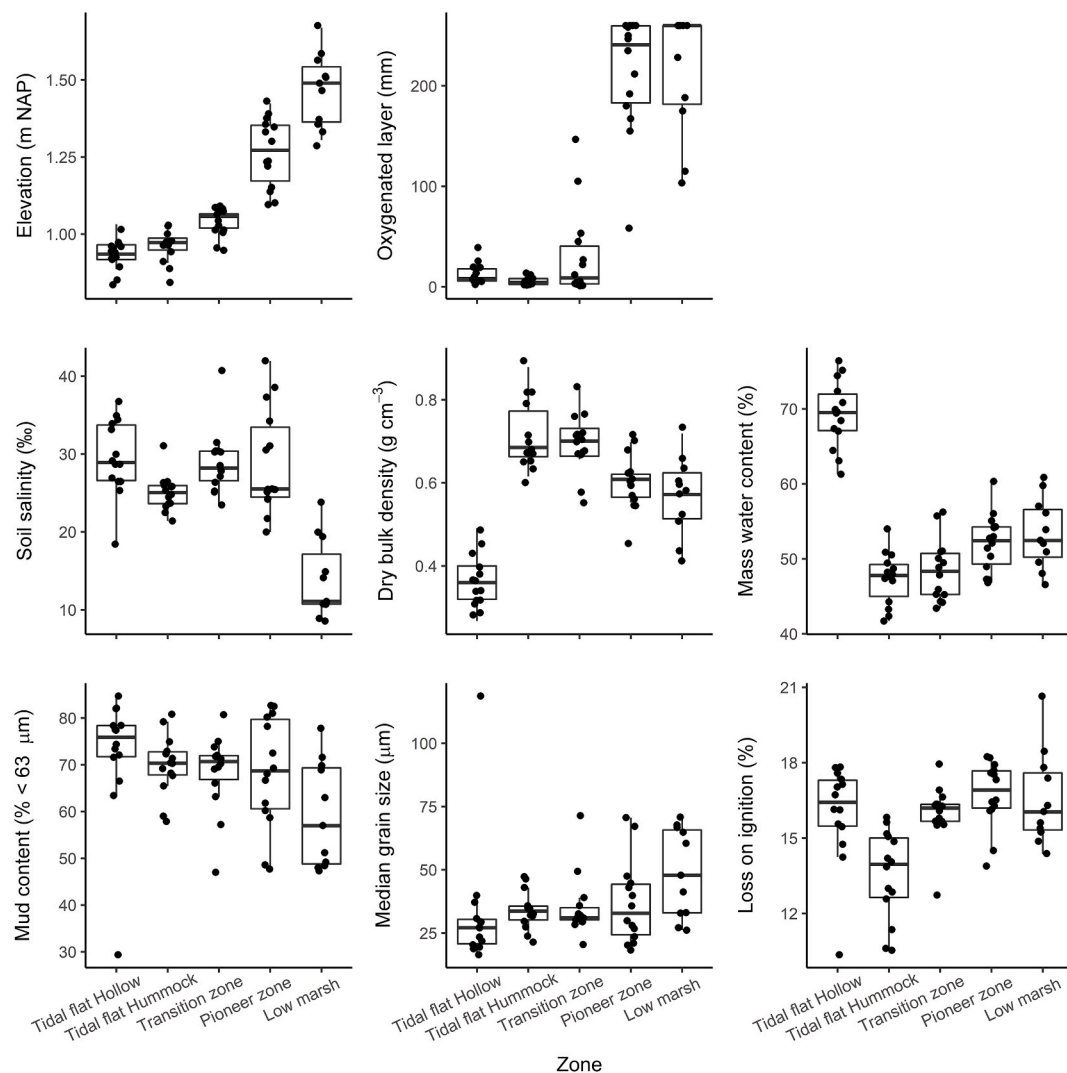 Elevation (m NAP)
1.50
1.25
1.00
Oxygenated layer (mm)
200
100
0
Soil salinity (‰)
40
30
20
10
Dry bulk density (g cm⁻³)
0.8
0.6
0.4
Mass water content (%)
70
60
50
40
Mud content (% < 63 μm)
80
70
60
50
40
30
Tidal flat Hollow
Tidal flat Hummock
Transition zone
Pioneer zone
Low marsh
Median grain size (μm)
100
75
50
25
Tidal flat Hollow
Tidal flat Hummock
Transition zone
Pioneer zone
Low marsh
Loss on ignition (%)
21
18
15
12
Tidal flat Hollow
Tidal flat Hummock
Transition zone
Pioneer zone
Low marsh
Zone